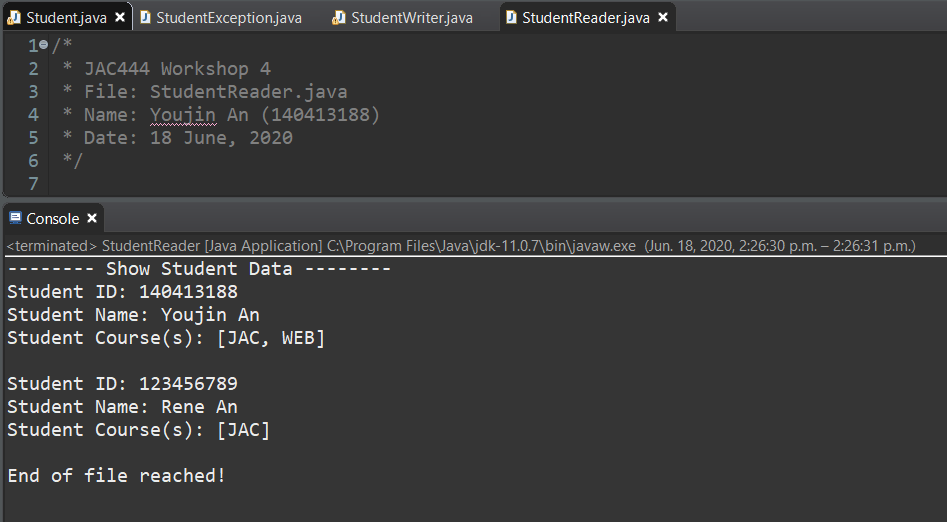 Student.java StudentException.java StudentWriter.java StudentReader.java
1 /*
2 * JAC444 Workshop 4
3 * File: StudentReader.java
4 * Name: Youjin An (140413188)
5 * Date: 18 June, 2020
6 */
7
Console
<terminated> StudentReader [Java Application] C:\Program Files\Java\jdk-11.0.7\bin\javaw.exe (Jun. 18, 2020, 2:26:30 p.m. – 2:26:31 p.m.)
-------- Show Student Data --------
Student ID: 140413188
Student Name: Youjin An
Student Course(s): [JAC, WEB]
Student ID: 123456789
Student Name: Rene An
Student Course(s): [JAC]
End of file reached!